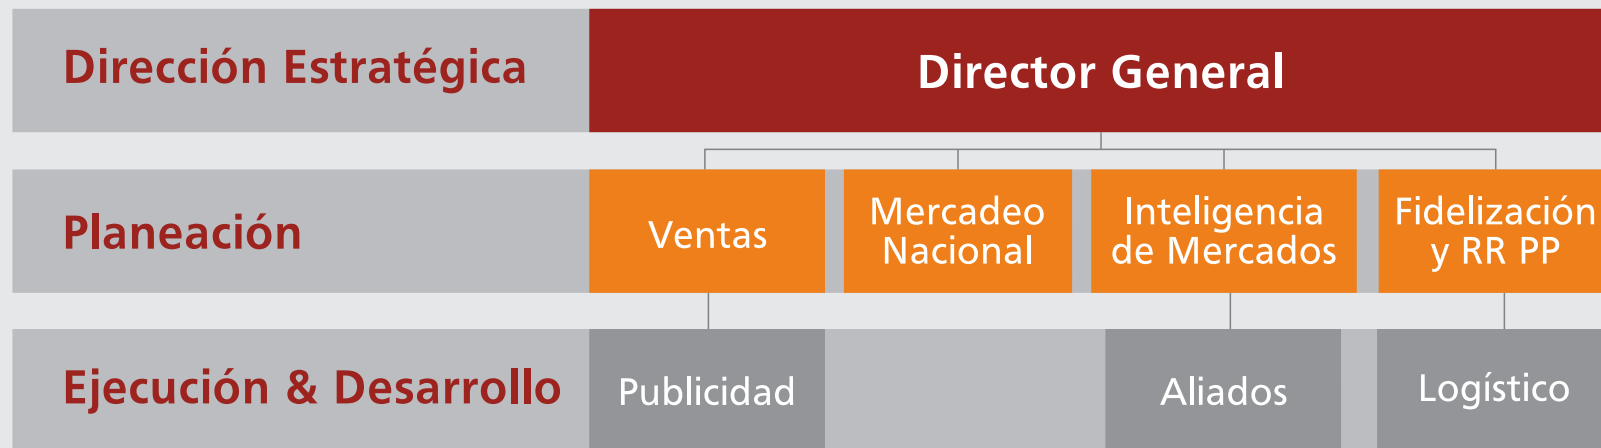 Dirección Estratégica
Director General
Planeación
Ventas
Mercadeo
Nacional
Inteligencia
de Mercados
Fidelización
y RR PP
Ejecución & Desarrollo
Publicidad
Aliados
Logístico